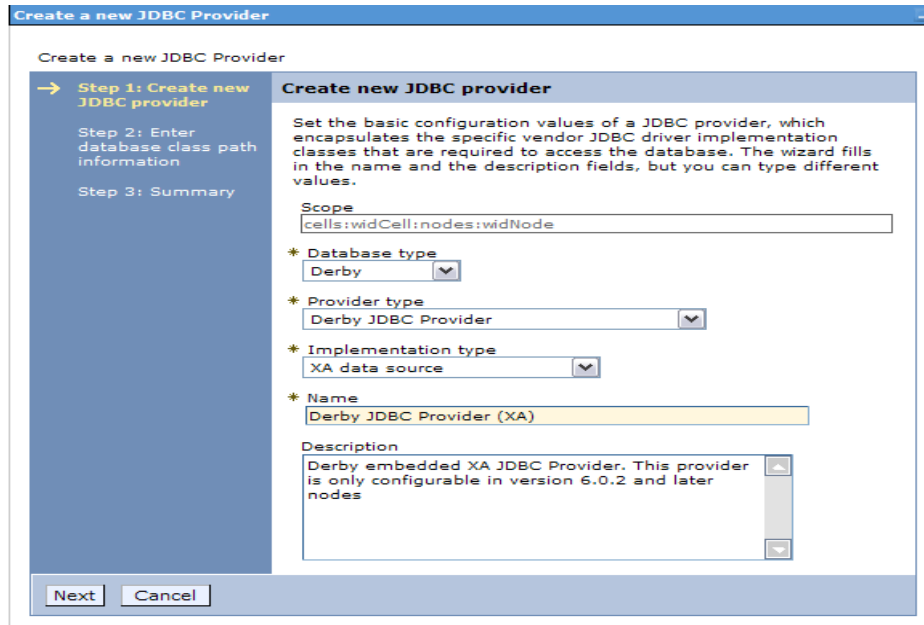 Create a new JDBC Provider
Create a new JDBC Provider
Step 1: Create new
JDBC provider
Step 2: Enter
database class path
information
Step 3: Summary
Create new JDBC provider
Set the basic configuration values of a JDBC provider, which
encapsulates the specific vendor JDBC driver implementation
classes that are required to access the database. The wizard fills
in the name and the description fields, but you can type different
values.
Scope
cells:widCell:nodes:widNode
* Database type
Derby
* Provider type
Derby JDBC Provider
* Implementation type
XA data source
* Name
Derby JDBC Provider (XA)
Description
Derby embedded XA JDBC Provider. This provider
is only configurable in version 6.0.2 and later
nodes
Next
Cancel